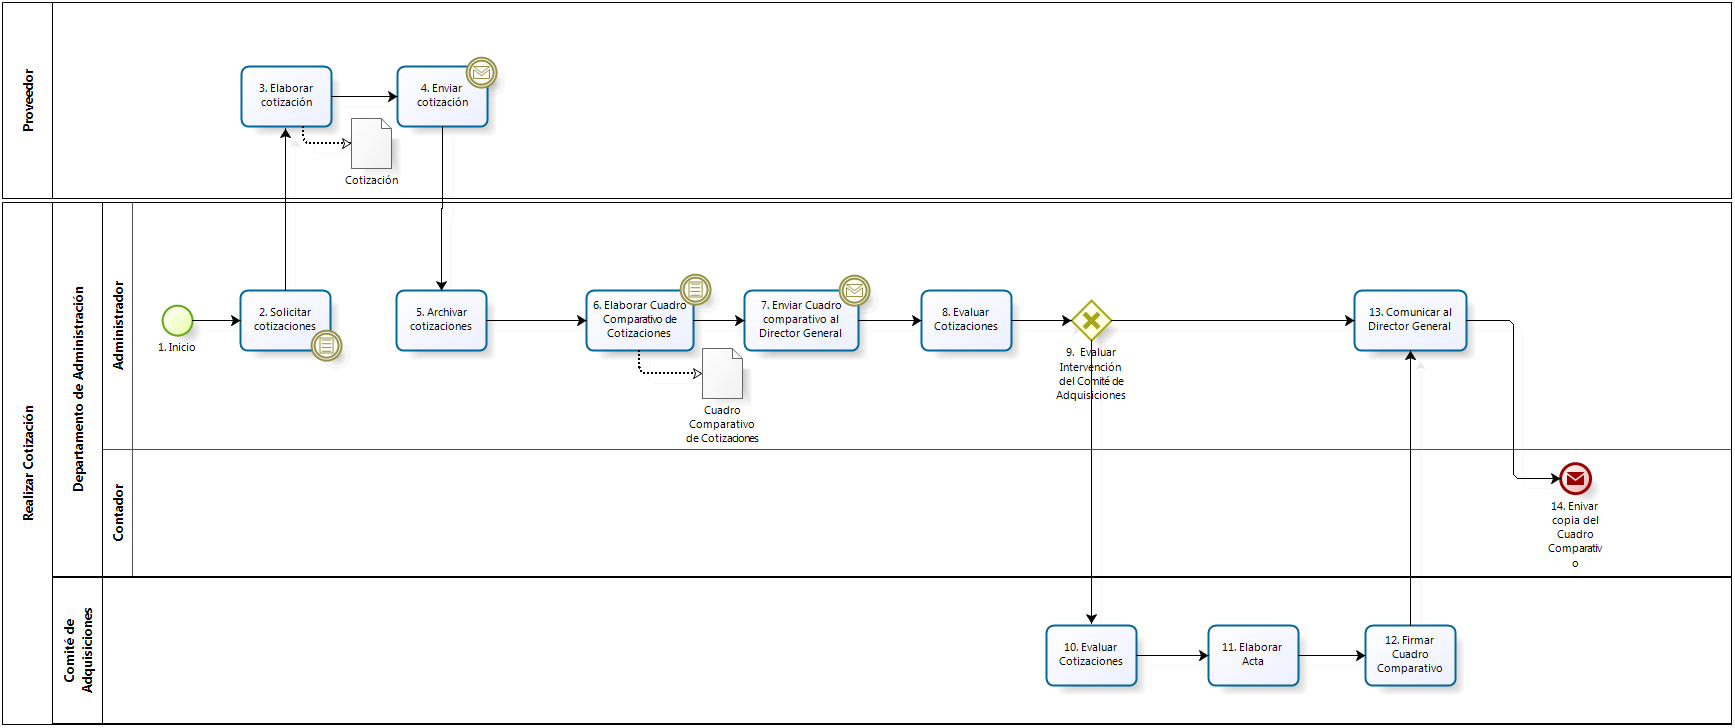 Proveedor
3. Elaborar
cotización
4. Enviar
cotización
Cotización
Realizar Cotización
Departamento de Administración
Administrador
1. Inicio
2. Solicitar
cotizaciones
5. Archivar
cotizaciones
6. Elaborar Cuadro
Comparativo de
Cotizaciones
Cuadro
Comparativo
de Cotizaciones
7. Enviar Cuadro
comparativo al
Director General
8. Evaluar
Cotizaciones
9. Evaluar
Intervención
del Comité de
Adquisiciones
13. Comunicar al
Director General
Contador
14. Enivar
copia del
Cuadro
Comparativ
o
Comité de
Adquisiciones
10. Evaluar
Cotizaciones
11. Elaborar
Acta
12. Firmar
Cuadro
Comparativo